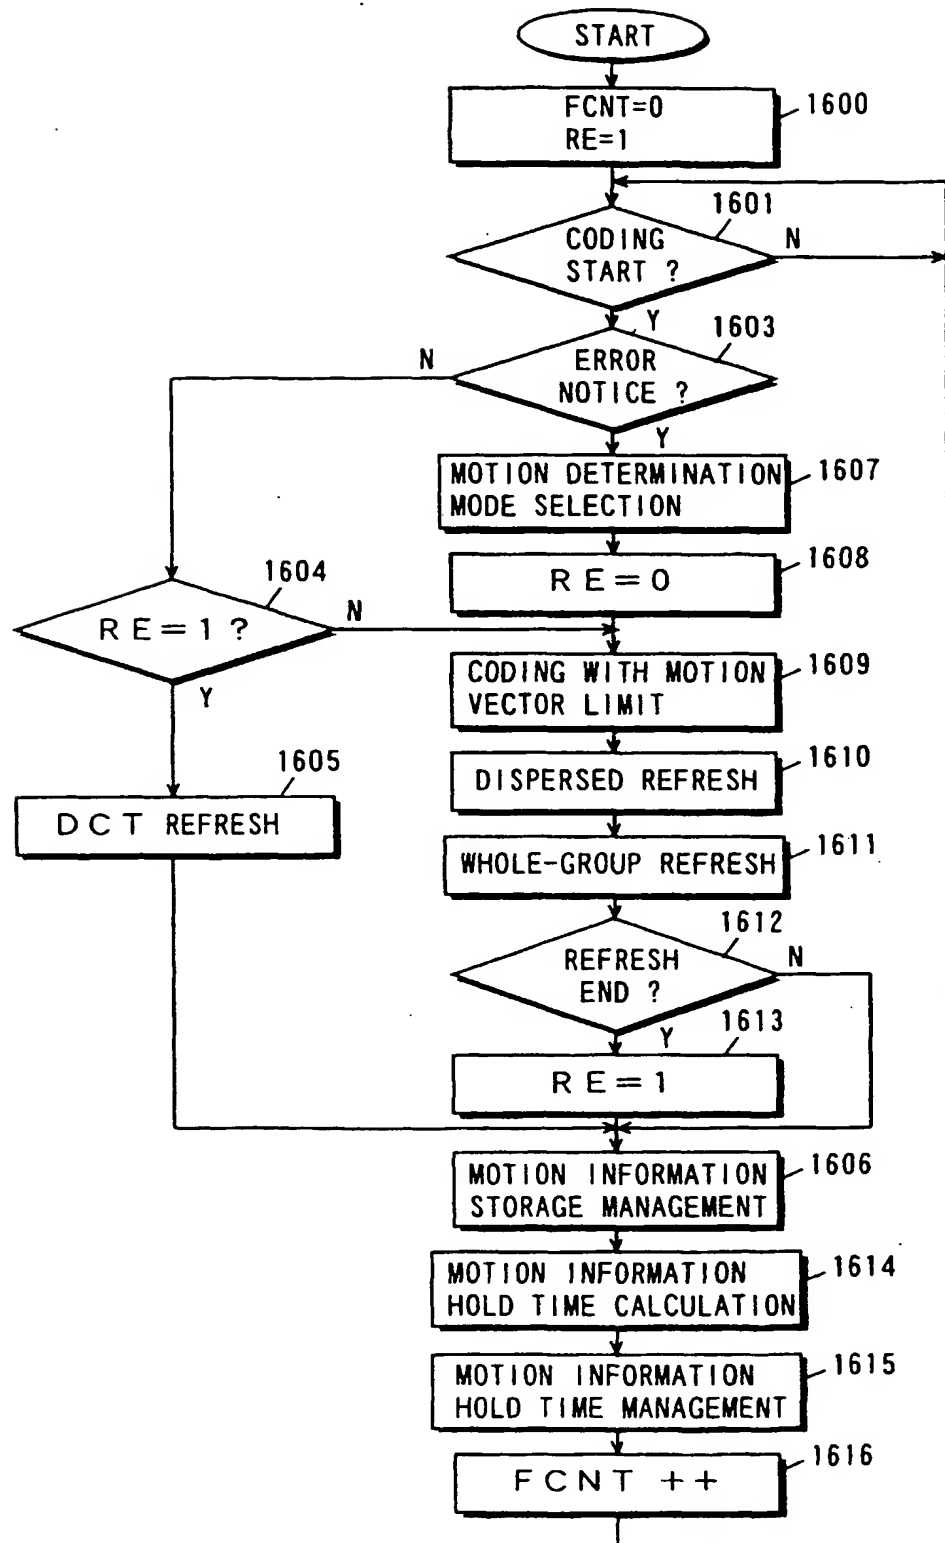 START
FCNT=0
RE=1
1600
1601
CODING
START ?
N
Y
1603
ERROR
NOTICE ?
N
Y
MOTION DETERMINATION
MODE SELECTION
1607
RE=0
1608
1604
RE=1?
N
Y
CODING WITH MOTION
VECTOR LIMIT
1609
1605
DCT REFRESH
DISPERSED REFRESH
1610
WHOLE-GROUP REFRESH
1611
1612
REFRESH
END ?
N
Y
1613
RE=1
MOTION INFORMATION
STORAGE MANAGEMENT
1606
MOTION INFORMATION
HOLD TIME CALCULATION
1614
MOTION INFORMATION
HOLD TIME MANAGEMENT
1615
FCNT ++
1616